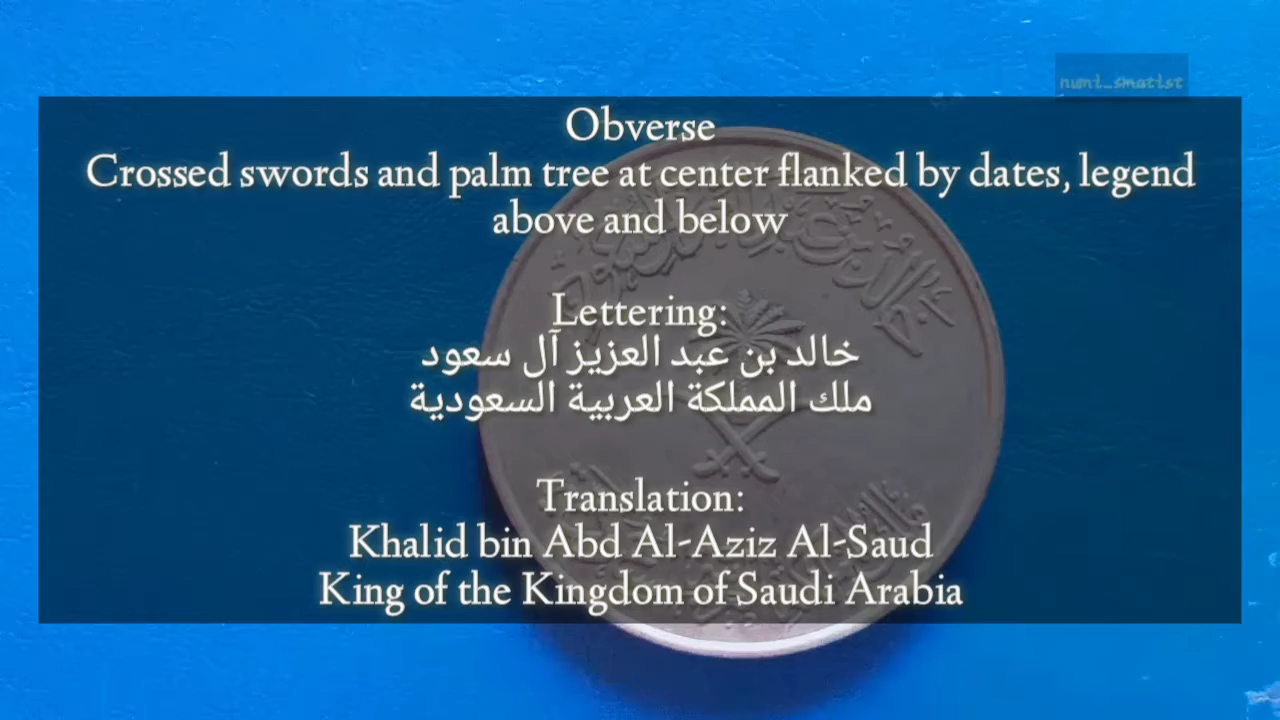 numi_smatist
Obverse
Crossed swords and palm tree at center flanked by dates, legend
above and below
Lettering:
خالد بن عبد العزيز آل سعود
ملك المملكة العربية السعودية
Translation:
Khalid bin Abd Al-Aziz Al-Saud
King of the Kingdom of Saudi Arabia